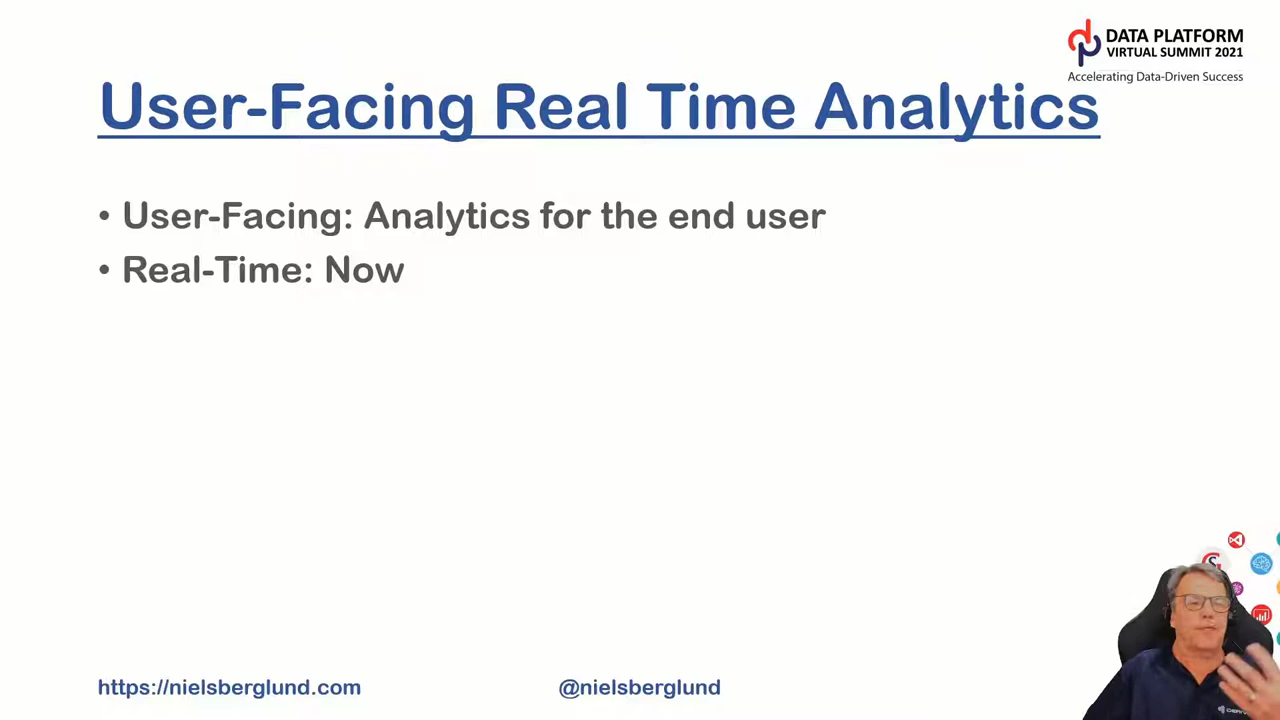 DATA PLATFORM
VIRTUAL SUMMIT 2021
Accelerating Data-Driven Success
User-Facing Real Time Analytics
• User-Facing: Analytics for the end user
• Real-Time: Now
https://nielsberglund.com
@nielsberglund